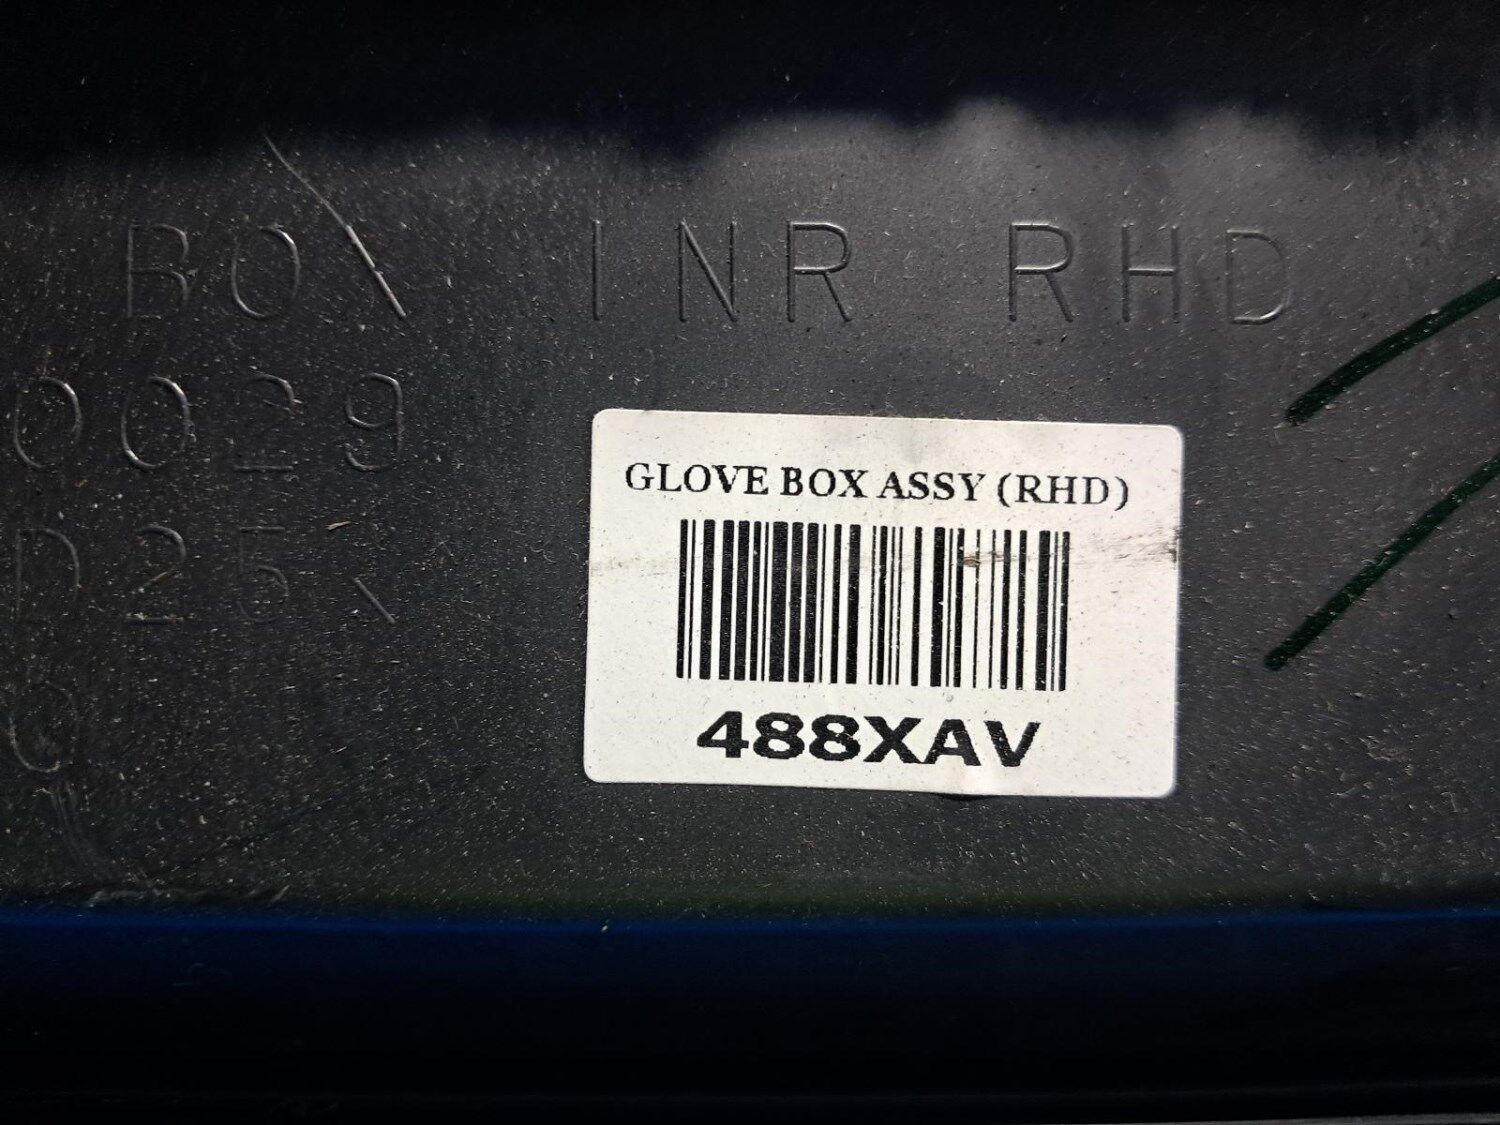 BOX INR RHD
0029
D25<
GLOVE BOX ASSY (RHD)
488XAV